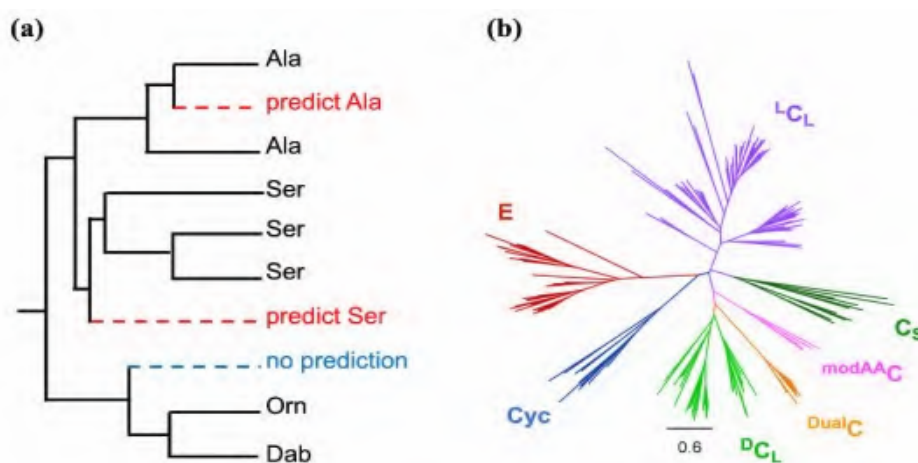 (a)
Ala
predict Ala
Ala
Ser
Ser
Ser
predict Ser
no prediction
Orn
Dab
(b)
LCL
E
CS
modAAC
DualC
DCL
Cyc
0.6